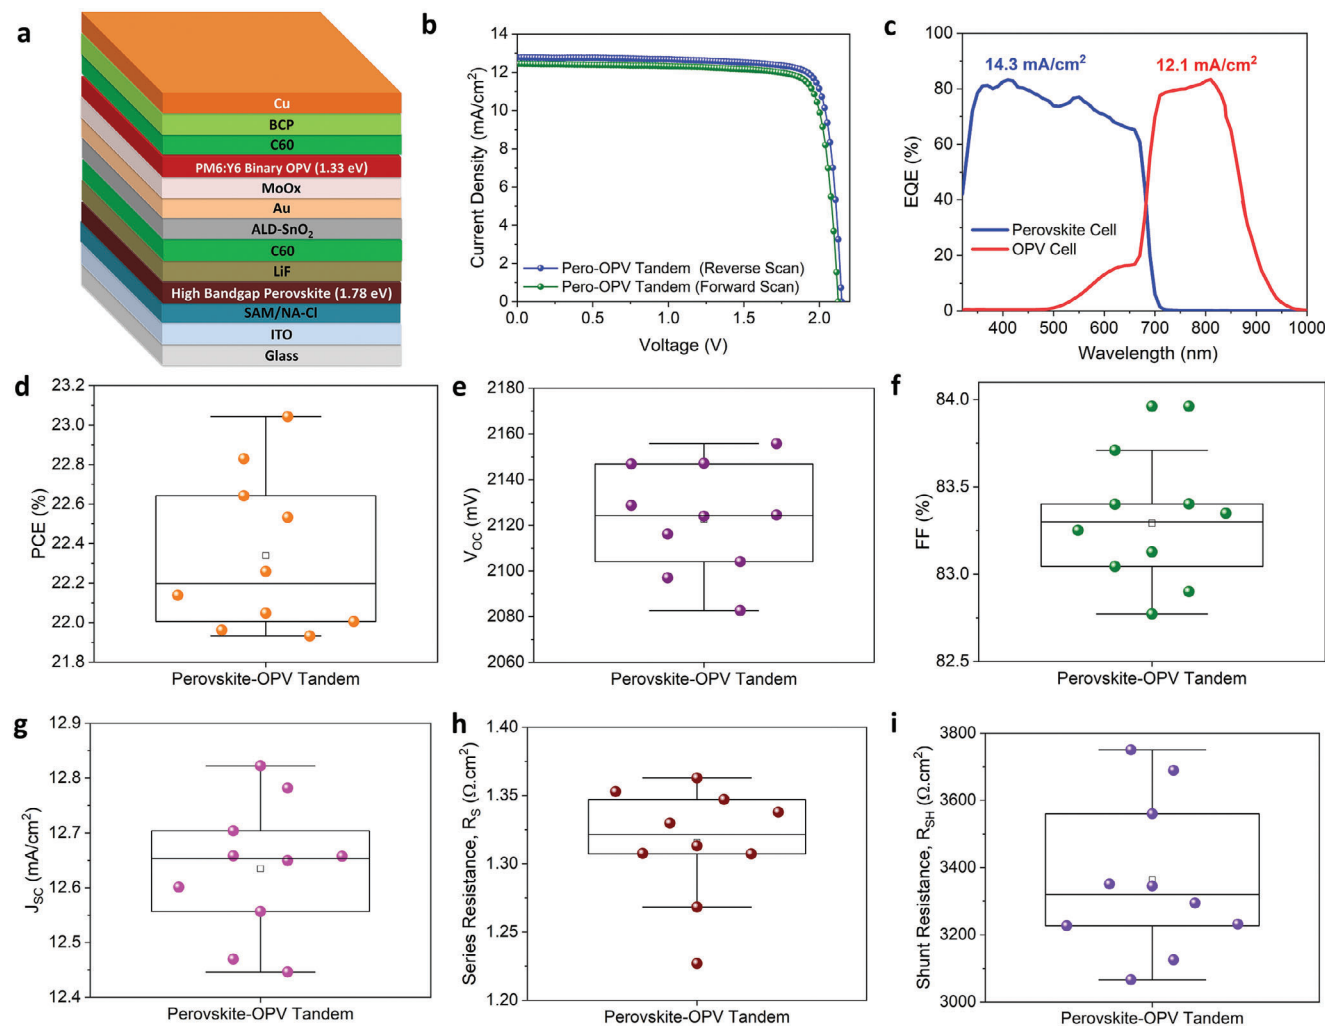 a
Cu
BCP
C60
PM6:Y6 Binary OPV (1.33 eV)
MoOx
Au
ALD-SnO₂
C60
LiF
High Bandgap Perovskite (1.78 eV)
SAM/NA-Cl
ITO
Glass
b
14
12
10
8
6
4
2
0
Current Density (mA/cm²)
Pero-OPV Tandem (Reverse Scan)
Pero-OPV Tandem (Forward Scan)
0.0 0.5 1.0 1.5 2.0
Voltage (V)
c
100
80
60
40
20
0
EQE (%)
14.3 mA/cm²
12.1 mA/cm²
Perovskite Cell
OPV Cell
400 500 600 700 800 900 1000
Wavelength (nm)
d
23.2
23.0
22.8
22.6
22.4
22.2
22.0
21.8
PCE (%)
Perovskite-OPV Tandem
e
2180
2160
2140
2120
2100
2080
2060
V_OC (mV)
Perovskite-OPV Tandem
f
84.0
83.5
83.0
82.5
FF (%)
Perovskite-OPV Tandem
g
12.9
12.8
12.7
12.6
12.5
12.4
J_SC (mA/cm²)
Perovskite-OPV Tandem
h
1.40
1.35
1.30
1.25
1.20
Series Resistance, R_S (Ω.cm²)
Perovskite-OPV Tandem
i
3800
3600
3400
3200
3000
Shunt Resistance, R_SH (Ω.cm²)
Perovskite-OPV Tandem